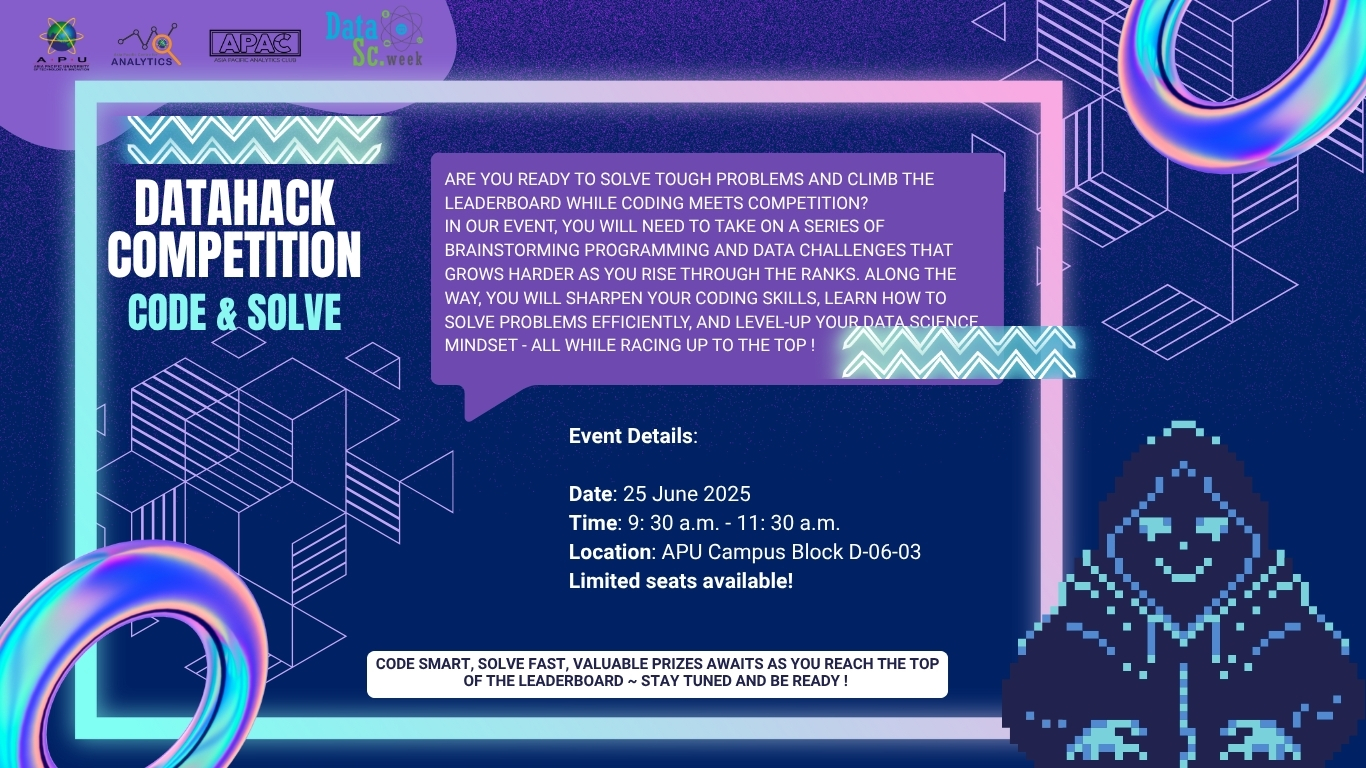 A · P · U
ASIA PACIFIC UNIVERSITY
OF TECHNOLOGY & INNOVATION
ANALYTICS
APAC
ASIA PACIFIC ANALYTICS CLUB
Data
Sc.week
DATAHACK
COMPETITION
CODE & SOLVE
ARE YOU READY TO SOLVE TOUGH PROBLEMS AND CLIMB THE
LEADERBOARD WHILE CODING MEETS COMPETITION?
IN OUR EVENT, YOU WILL NEED TO TAKE ON A SERIES OF
BRAINSTORMING PROGRAMMING AND DATA CHALLENGES THAT
GROWS HARDER AS YOU RISE THROUGH THE RANKS. ALONG THE
WAY, YOU WILL SHARPEN YOUR CODING SKILLS, LEARN HOW TO
SOLVE PROBLEMS EFFICIENTLY, AND LEVEL-UP YOUR DATA SCIENCE
MINDSET - ALL WHILE RACING UP TO THE TOP !
Event Details:
Date: 25 June 2025
Time: 9: 30 a.m. - 11: 30 a.m.
Location: APU Campus Block D-06-03
Limited seats available!
CODE SMART, SOLVE FAST, VALUABLE PRIZES AWAITS AS YOU REACH THE TOP
OF THE LEADERBOARD ~ STAY TUNED AND BE READY !